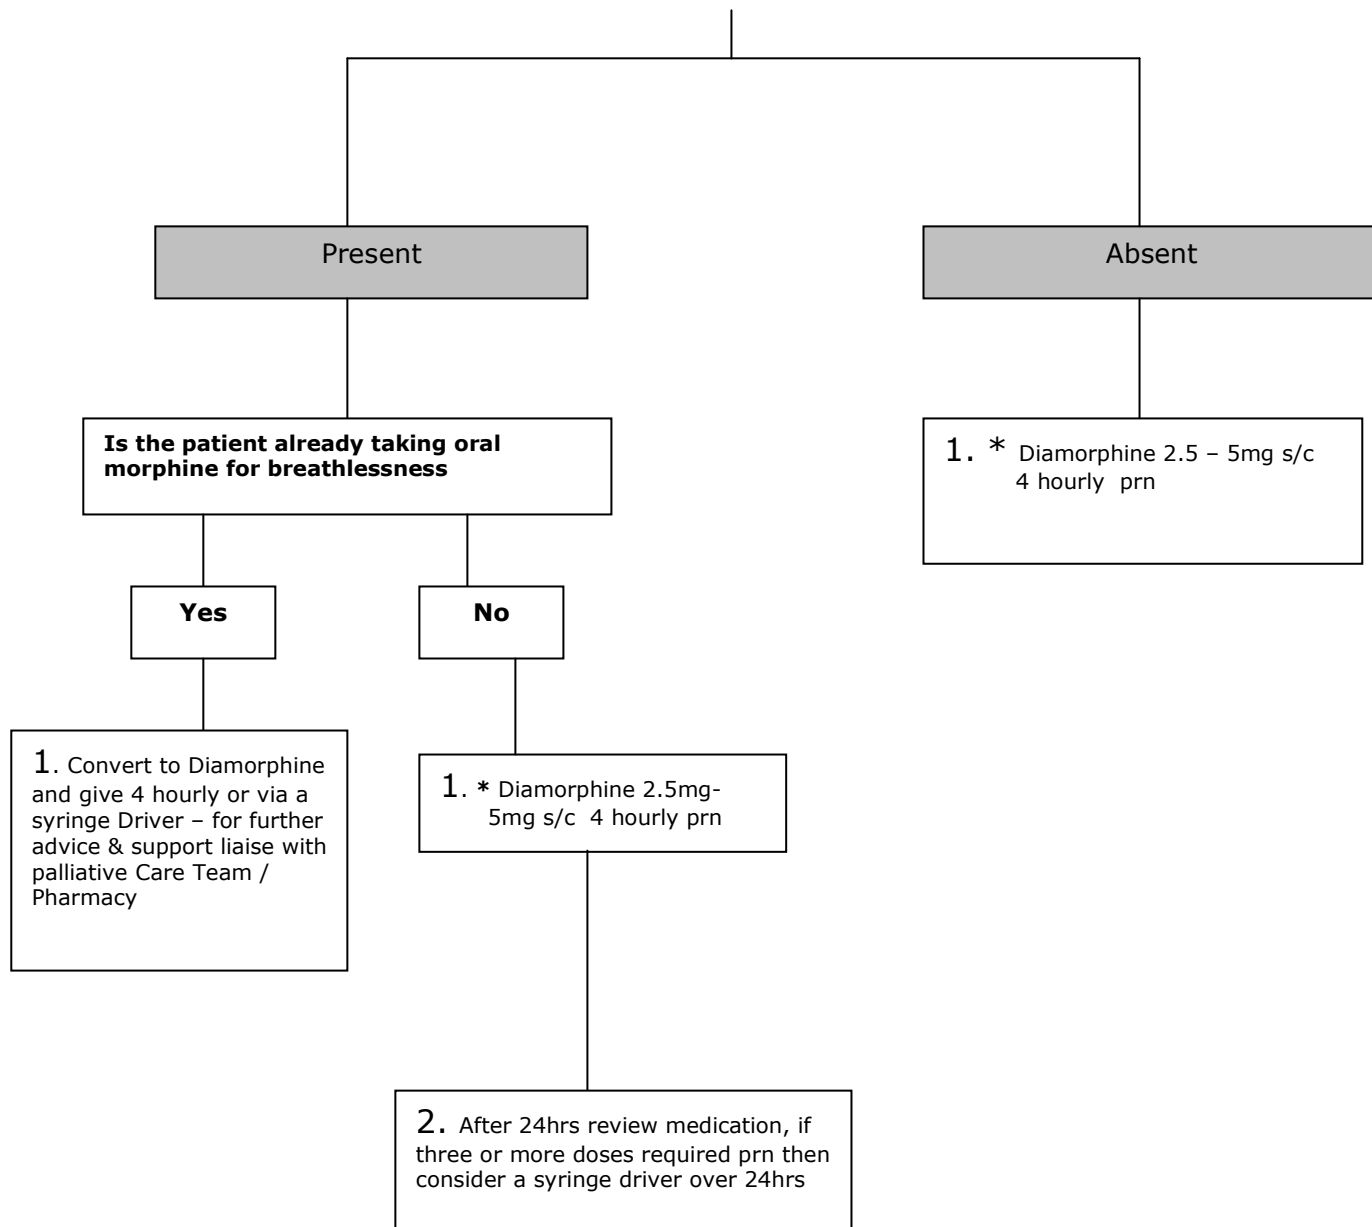 Present
Absent
Is the patient already taking oral
morphine for breathlessness
1. * Diamorphine 2.5 – 5mg s/c
4 hourly prn
Yes
No
1. Convert to Diamorphine
and give 4 hourly or via a
syringe Driver – for further
advice & support liaise with
palliative Care Team /
Pharmacy
1. * Diamorphine 2.5mg-
5mg s/c 4 hourly prn
2. After 24hrs review medication, if
three or more doses required prn then
consider a syringe driver over 24hrs